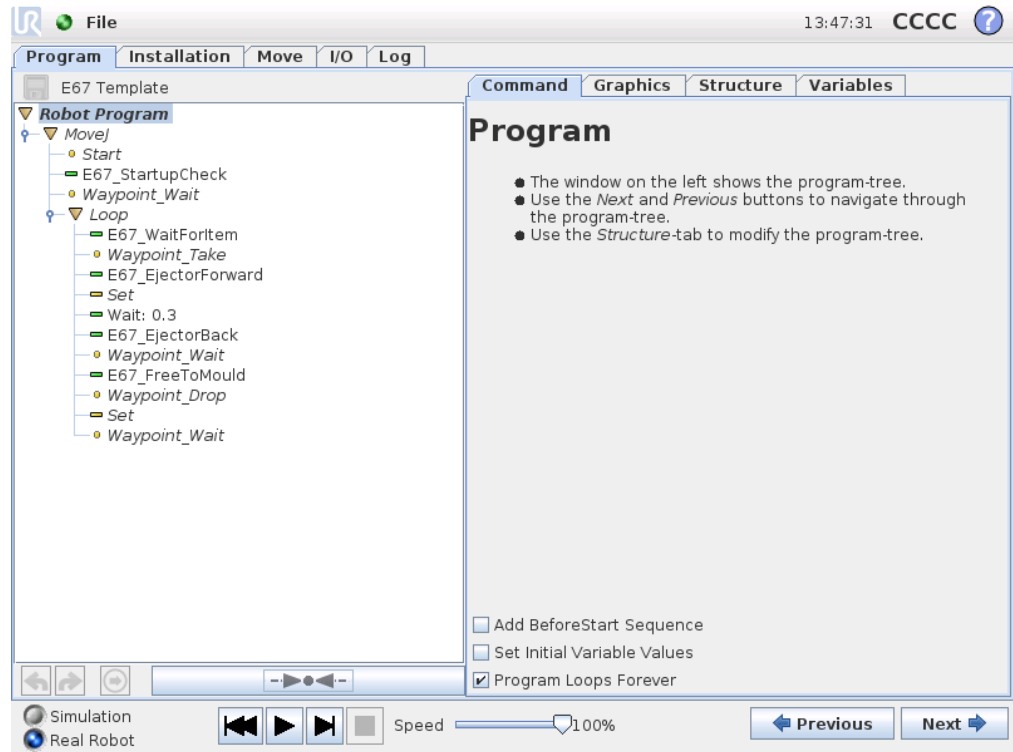 UR File 13:47:31 CCCC ?
Program Installation Move I/O Log
E67 Template
Robot Program
MoveJ
Start
E67_StartupCheck
Waypoint_Wait
Loop
E67_WaitForItem
Waypoint_Take
E67_EjectorForward
Set
Wait: 0.3
E67_EjectorBack
Waypoint_Wait
E67_FreeToMould
Waypoint_Drop
Set
Waypoint_Wait
Command Graphics Structure Variables
Program
The window on the left shows the program-tree.
Use the Next and Previous buttons to navigate through
the program-tree.
Use the Structure-tab to modify the program-tree.
Add BeforeStart Sequence
Set Initial Variable Values
Program Loops Forever
Simulation
Real Robot
Speed 100%
Previous Next